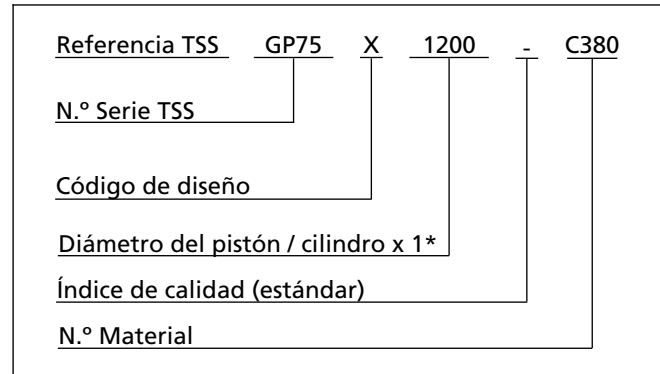 Referencia TSS GP75 X 1200 - C380
N.º Serie TSS
Código de diseño
Diámetro del pistón / cilindro x 1*
Índice de calidad (estándar)
N.º Material